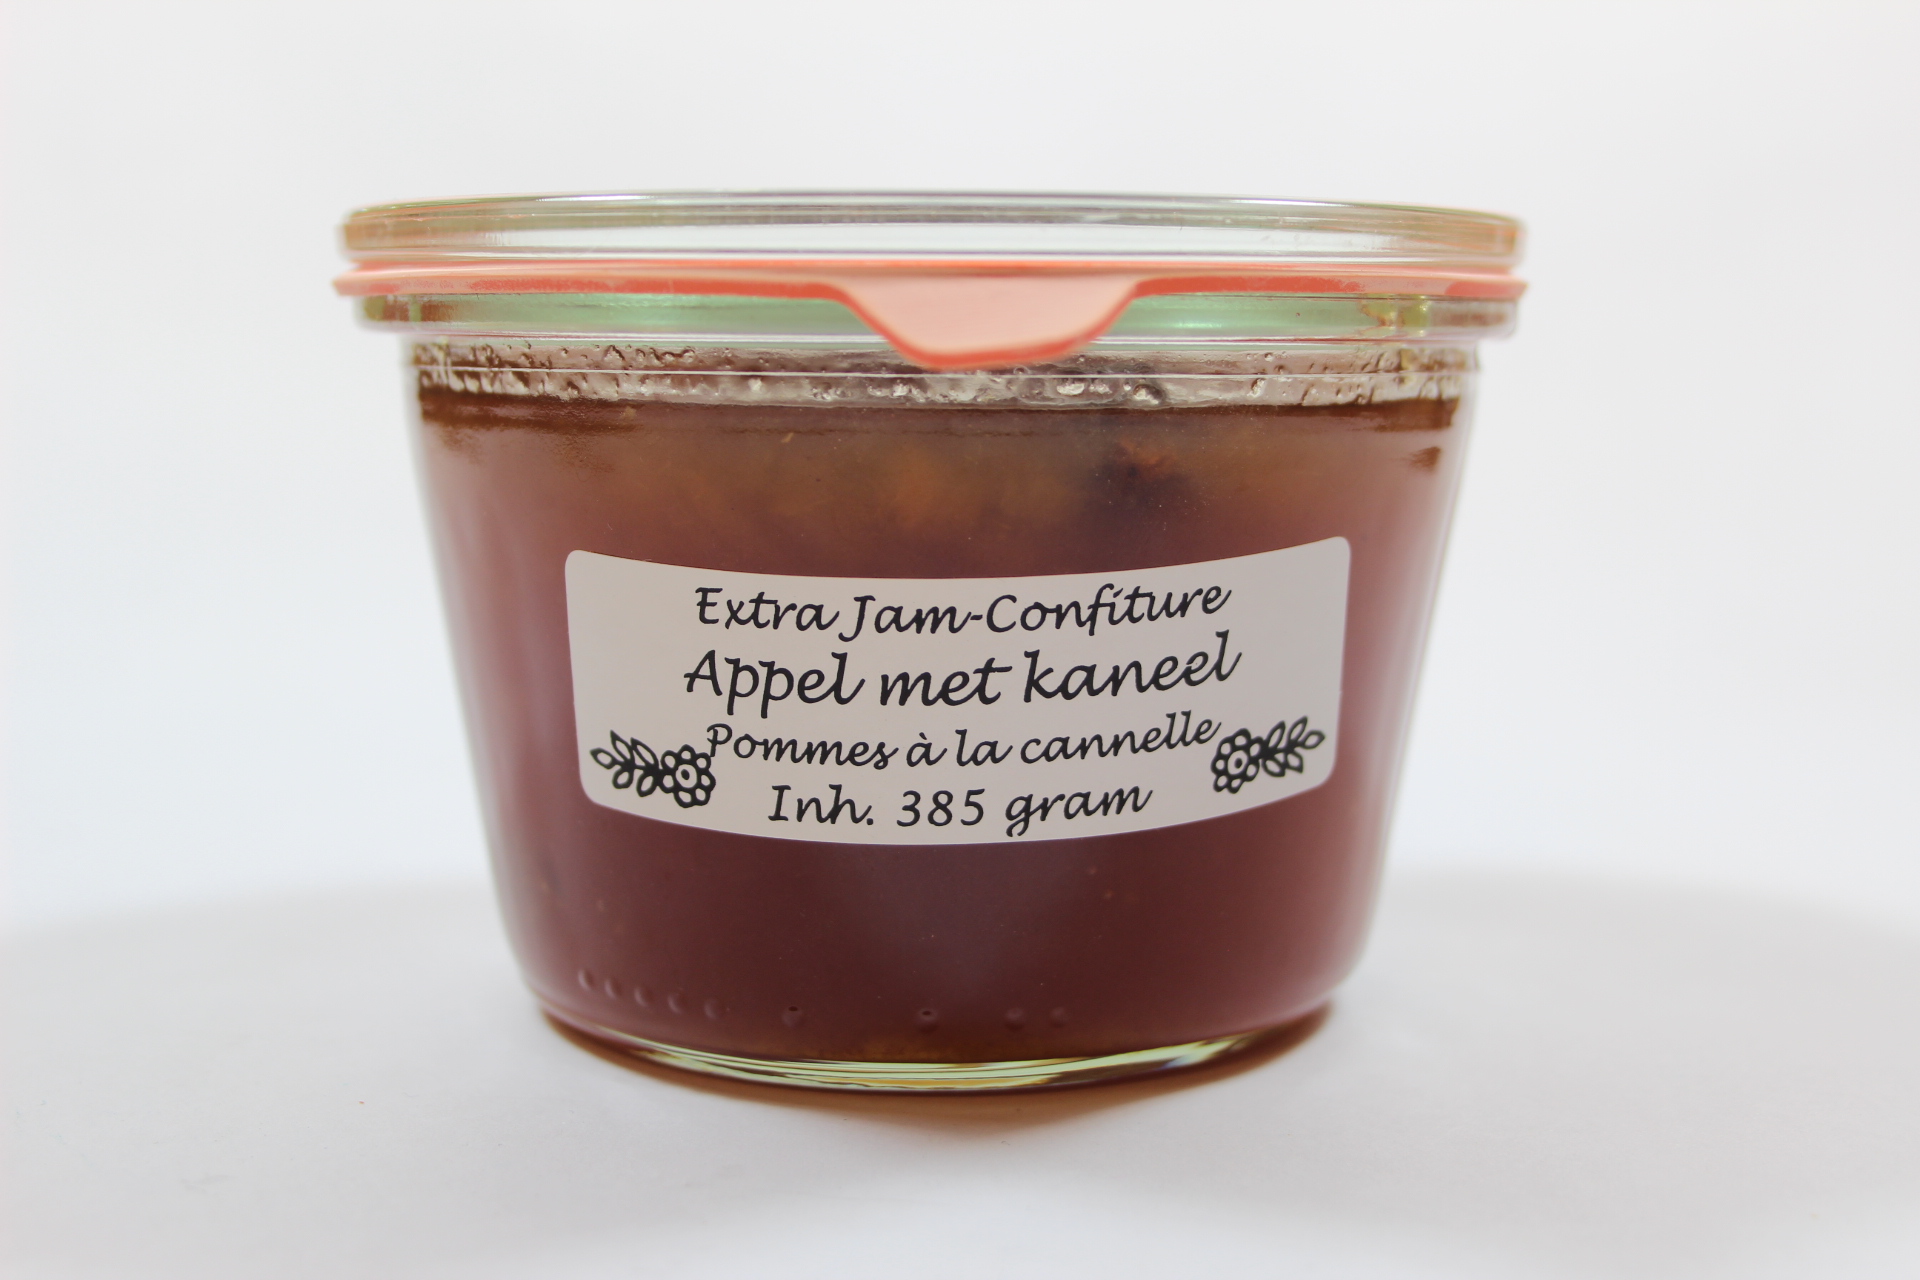 Extra Jam-Confiture
Appel met kaneel
Pommes à la cannelle
Inh. 385 gram